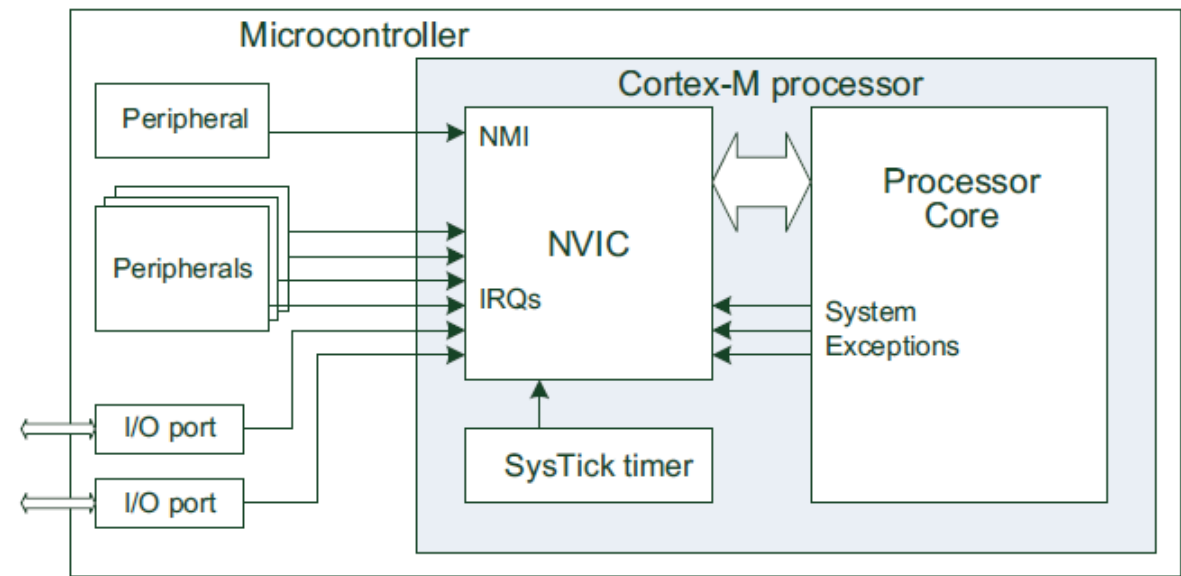 Microcontroller
Cortex-M processor
Peripheral
NMI
Processor
Core
NVIC
Peripherals
IRQs
System
Exceptions
I/O port
SysTick timer
I/O port